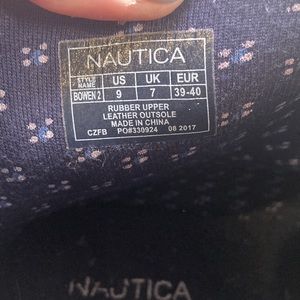 NAUTICA
STYLE NAME US UK EUR
BOWEN 2 9 7 39-40
RUBBER UPPER
LEATHER OUTSOLE
MADE IN CHINA
CZFB PO#330924 08 2017
NAUTICA